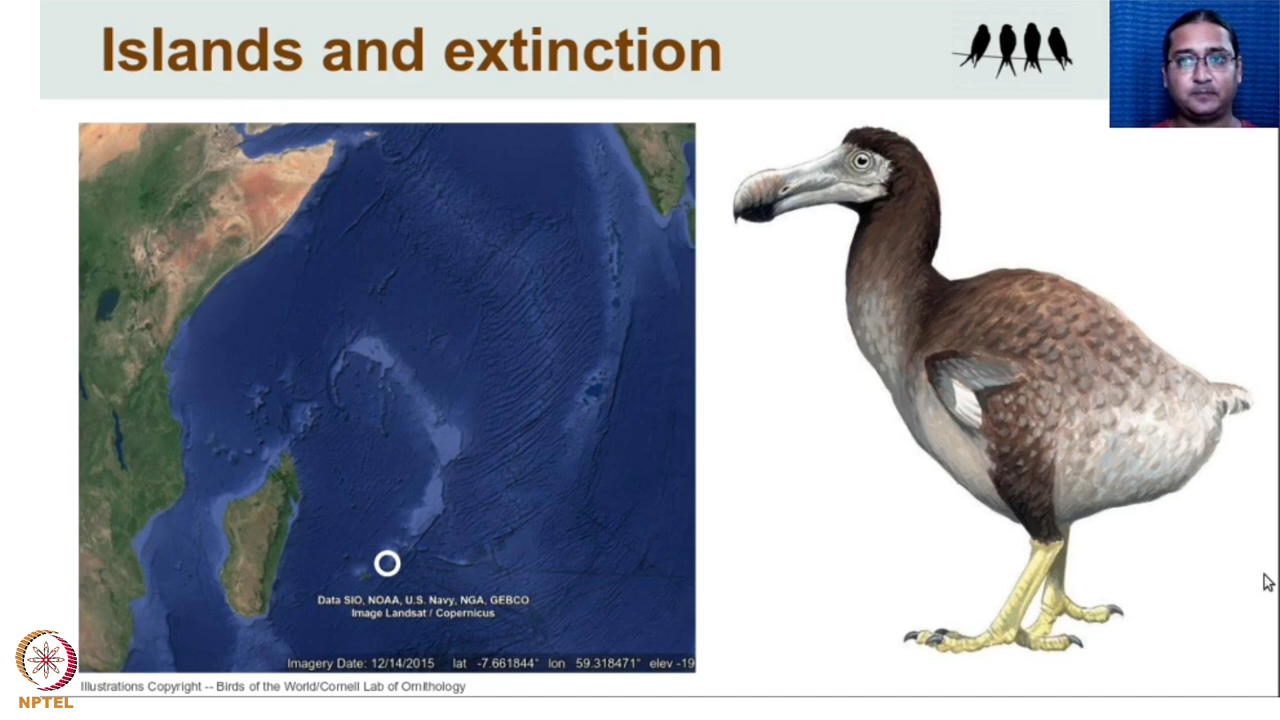 Islands and extinction
Data SIO, NOAA, U.S. Navy, NGA, GEBCO
Image Landsat / Copernicus
Imagery Date: 12/14/2015 lat -7.661844° lon 59.318471° elev -19
Illustrations Copyright -- Birds of the World/Cornell Lab of Ornithology
NPTEL